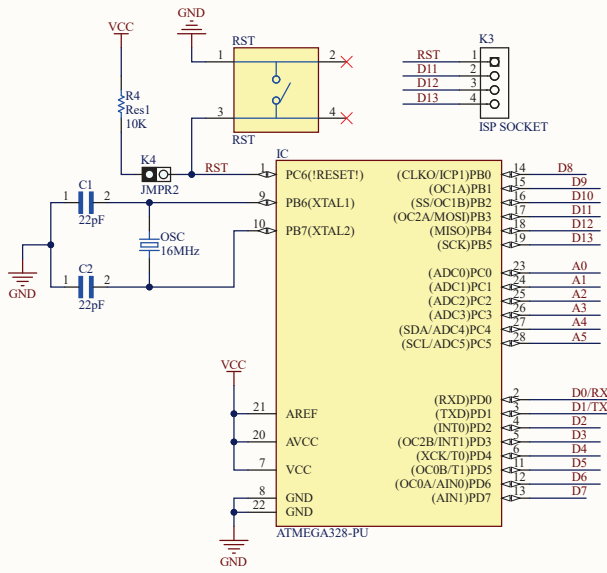 GND
VCC
RST
1
2
3
4
RST
R4
Res1
10K
K4
JMPR2
RST
K3
RST 1
D11 2
D12 3
D13 4
ISP SOCKET
C1
1 2
22pF
OSC
16MHz
C2
1 2
22pF
GND
IC
1 PC6(!RESET!)
9 PB6(XTAL1)
10 PB7(XTAL2)
(CLKO/ICP1)PB0 14 D8
(OC1A)PB1 15 D9
(SS/OC1B)PB2 16 D10
(OC2A/MOSI)PB3 17 D11
(MISO)PB4 18 D12
(SCK)PB5 19 D13
(ADC0)PC0 23 A0
(ADC1)PC1 24 A1
(ADC2)PC2 25 A2
(ADC3)PC3 26 A3
(SDA/ADC4)PC4 27 A4
(SCL/ADC5)PC5 28 A5
(RXD)PD0 2 D0/RX
(TXD)PD1 3 D1/TX
(INT0)PD2 4 D2
(OC2B/INT1)PD3 5 D3
(XCK/T0)PD4 6 D4
(OC0B/T1)PD5 11 D5
(OC0A/AIN0)PD6 12 D6
(AIN1)PD7 13 D7
VCC
21 AREF
20 AVCC
7 VCC
8 GND
22 GND
GND
ATMEGA328-PU